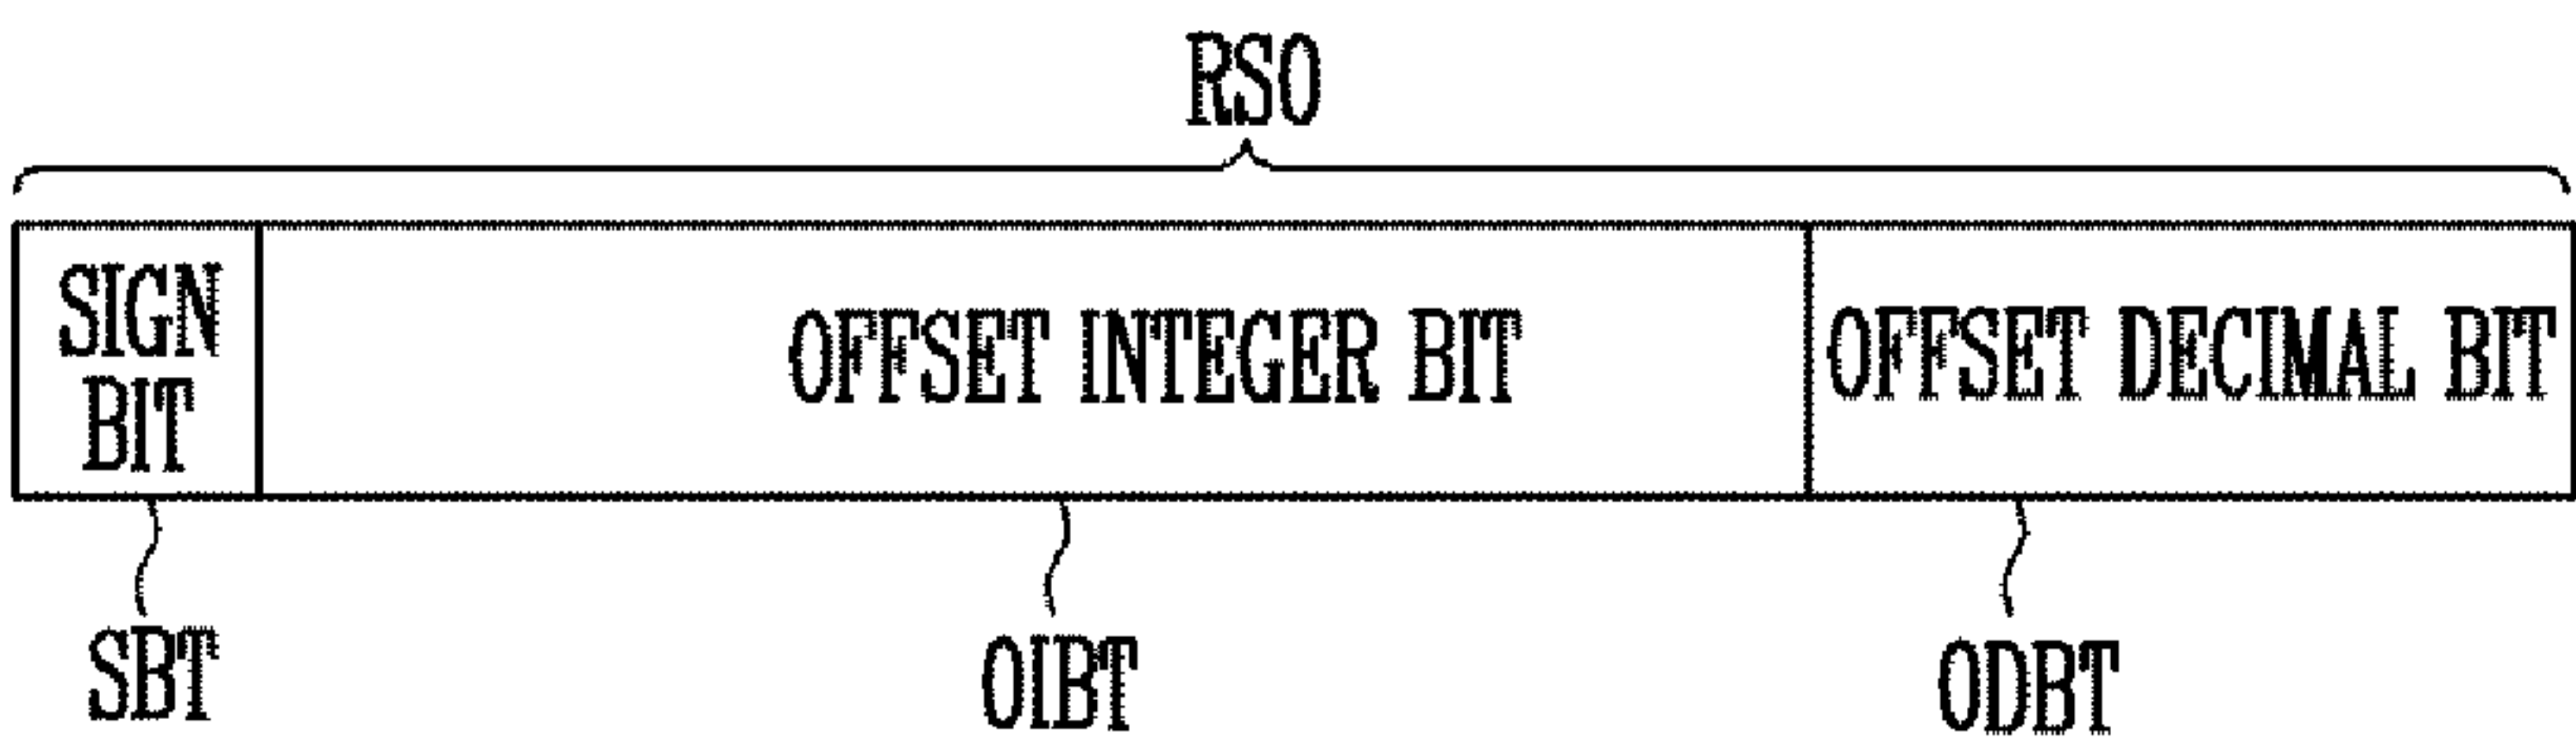 RSO
SIGN
BIT
OFFSET INTEGER BIT
OFFSET DECIMAL BIT
SBT
OIBT
ODBT